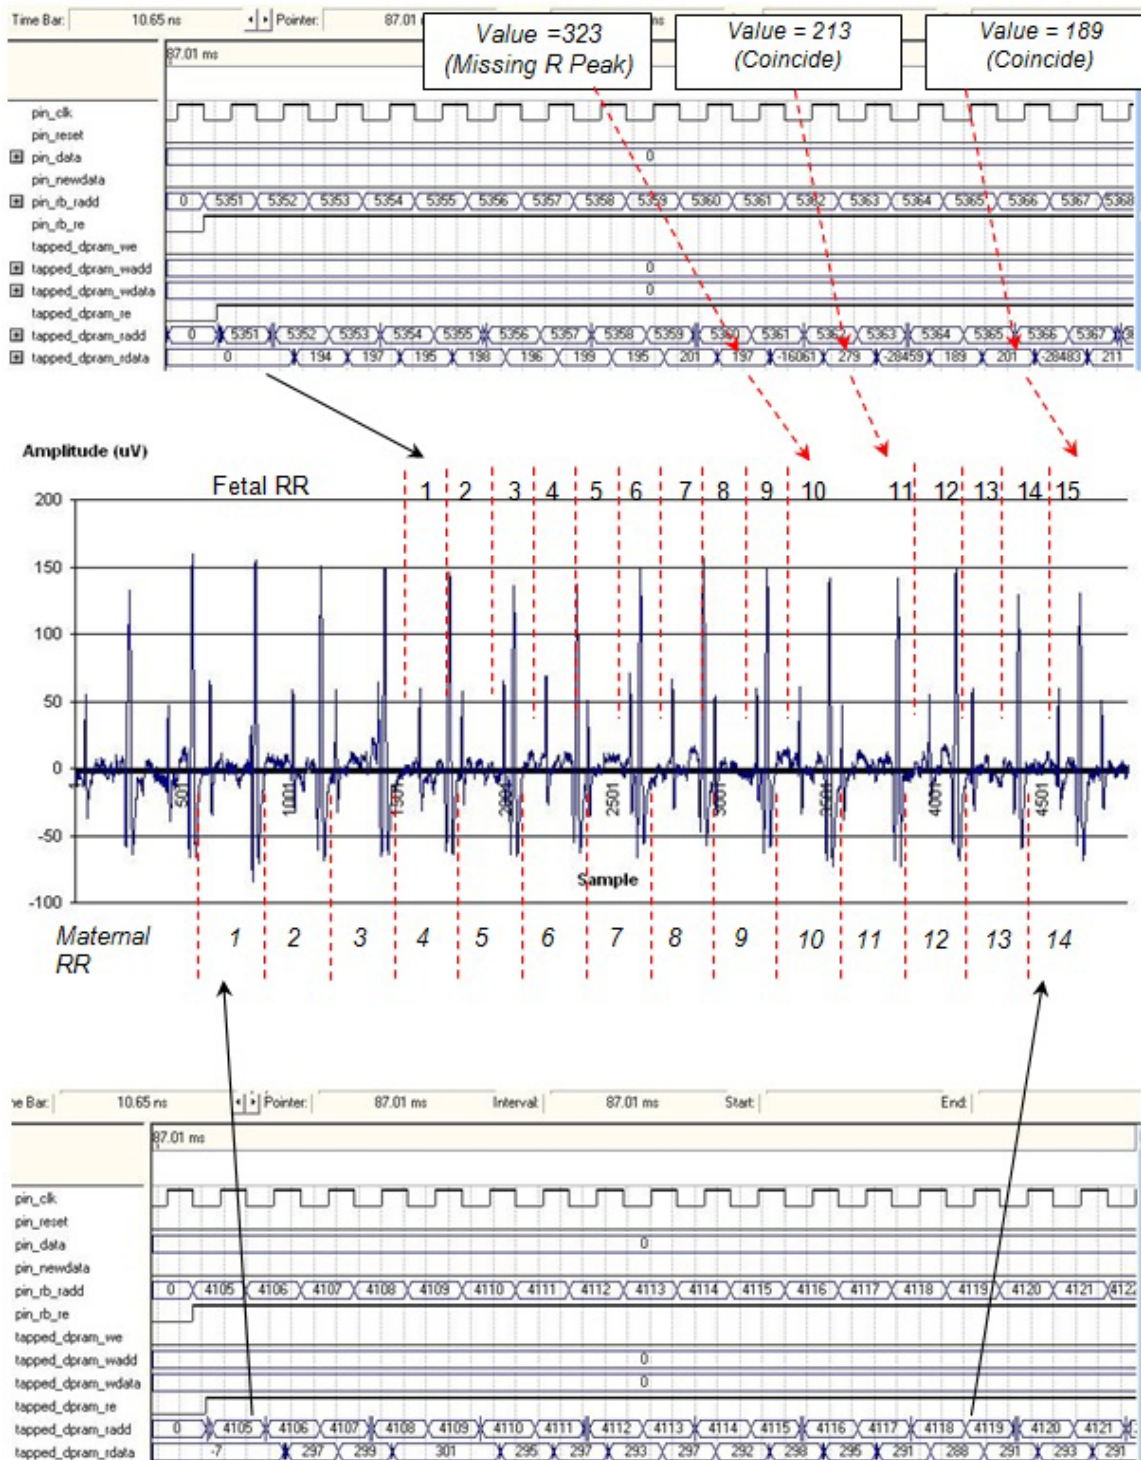 Time Bar: 10.65 ns Pointer: 87.01
Value =323
(Missing R Peak)
Value = 213
(Coincide)
Value = 189
(Coincide)
87.01 ms
pin_clk
pin_reset
pin_data 0
pin_newdata
pin_rb_radd 0 5351 5352 5353 5354 5355 5356 5357 5358 5359 5360 5361 5362 5363 5364 5365 5366 5367 5368
pin_rb_re
tapped_dpram_we
tapped_dpram_wadd 0
tapped_dpram_wdata 0
tapped_dpram_re
tapped_dpram_radd 0 5351 5352 5353 5354 5355 5356 5357 5358 5359 5360 5361 5362 5363 5364 5365 5366 5367
tapped_dpram_rdata 0 194 197 195 198 196 199 195 201 197 -16061 279 -28459 189 201 -28483 211
Amplitude (uV)
Fetal RR 1 2 3 4 5 6 7 8 9 10 11 12 13 14 15
200
150
100
50
0
501 1001 1501 2001 2501 3001 3501 4001 4501
-50
Sample
-100
Maternal RR 1 2 3 4 5 6 7 8 9 10 11 12 13 14
ne Bar: 10.65 ns Pointer: 87.01 ms Interval: 87.01 ms Start: End:
87.01 ms
pin_clk
pin_reset
pin_data 0
pin_newdata
pin_rb_radd 0 4105 4106 4107 4108 4109 4110 4111 4112 4113 4114 4115 4116 4117 4118 4119 4120 4121 4122
pin_rb_re
tapped_dpram_we
tapped_dpram_wadd 0
tapped_dpram_wdata 0
tapped_dpram_re
tapped_dpram_radd 0 4105 4106 4107 4108 4109 4110 4111 4112 4113 4114 4115 4116 4117 4118 4119 4120 4121
tapped_dpram_rdata -7 297 299 301 295 297 293 297 292 298 295 291 288 291 293 291